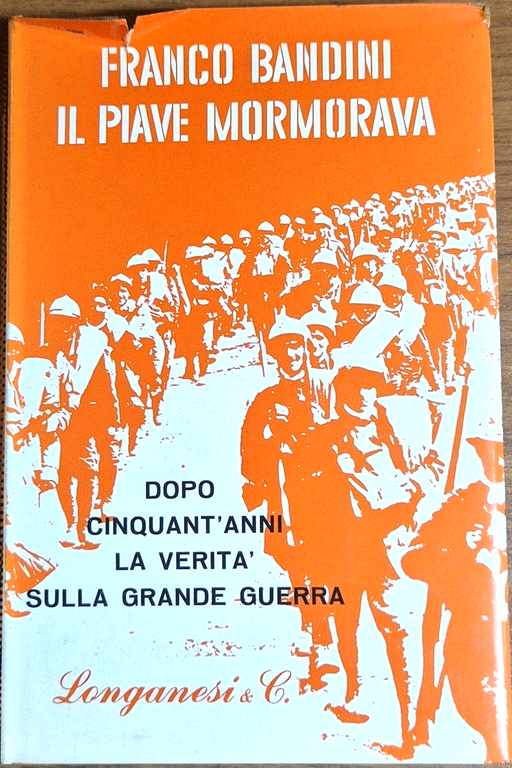 FRANCO BANDINI
IL PIAVE MORMORAVA
DOPO
CINQUANT'ANNI
LA VERITA'
SULLA GRANDE GUERRA
Longanesi & C.